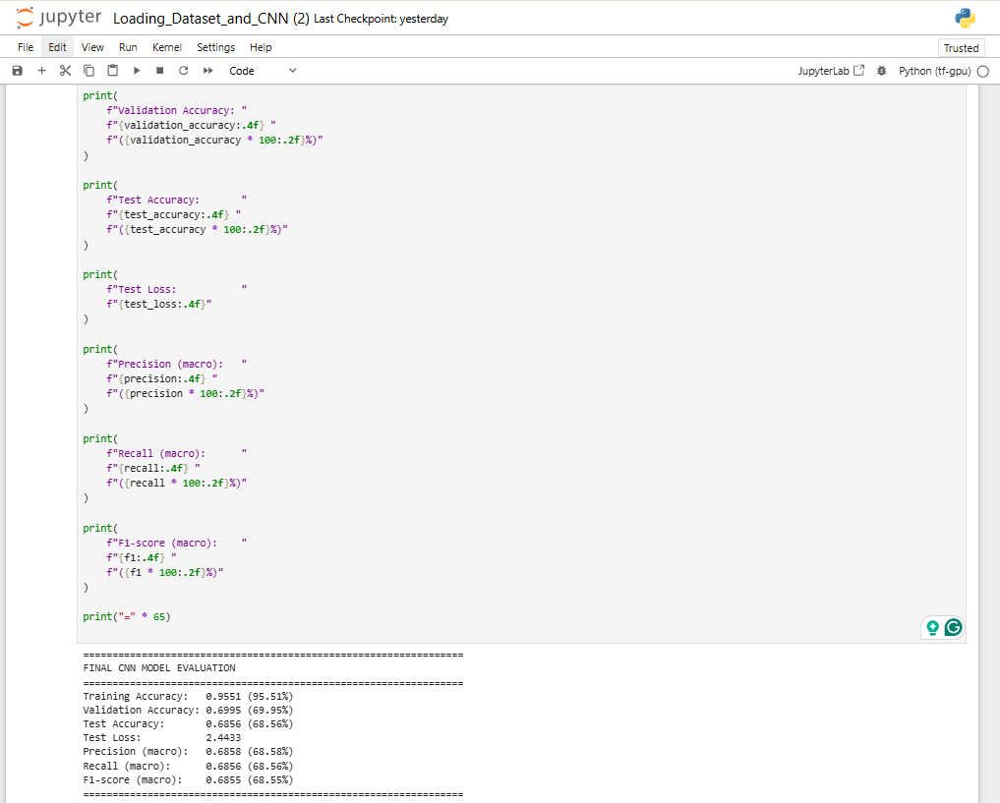 jupyter Loading_Dataset_and_CNN (2) Last Checkpoint: yesterday
File Edit View Run Kernel Settings Help Trusted
Code JupyterLab Python (tf-gpu)
print(
    f"Validation Accuracy: "
    f"{validation_accuracy:.4f} "
    f"({validation_accuracy * 100:.2f}%)"
)

print(
    f"Test Accuracy:       "
    f"{test_accuracy:.4f} "
    f"({test_accuracy * 100:.2f}%)"
)

print(
    f"Test Loss:           "
    f"{test_loss:.4f}"
)

print(
    f"Precision (macro):   "
    f"{precision:.4f} "
    f"({precision * 100:.2f}%)"
)

print(
    f"Recall (macro):      "
    f"{recall:.4f} "
    f"({recall * 100:.2f}%)"
)

print(
    f"F1-score (macro):    "
    f"{f1:.4f} "
    f"({f1 * 100:.2f}%)"
)

print("=" * 65)
=================================================================
FINAL CNN MODEL EVALUATION
=================================================================
Training Accuracy:   0.9551 (95.51%)
Validation Accuracy: 0.6995 (69.95%)
Test Accuracy:       0.6856 (68.56%)
Test Loss:           2.4433
Precision (macro):   0.6858 (68.58%)
Recall (macro):      0.6856 (68.56%)
F1-score (macro):    0.6855 (68.55%)
=================================================================